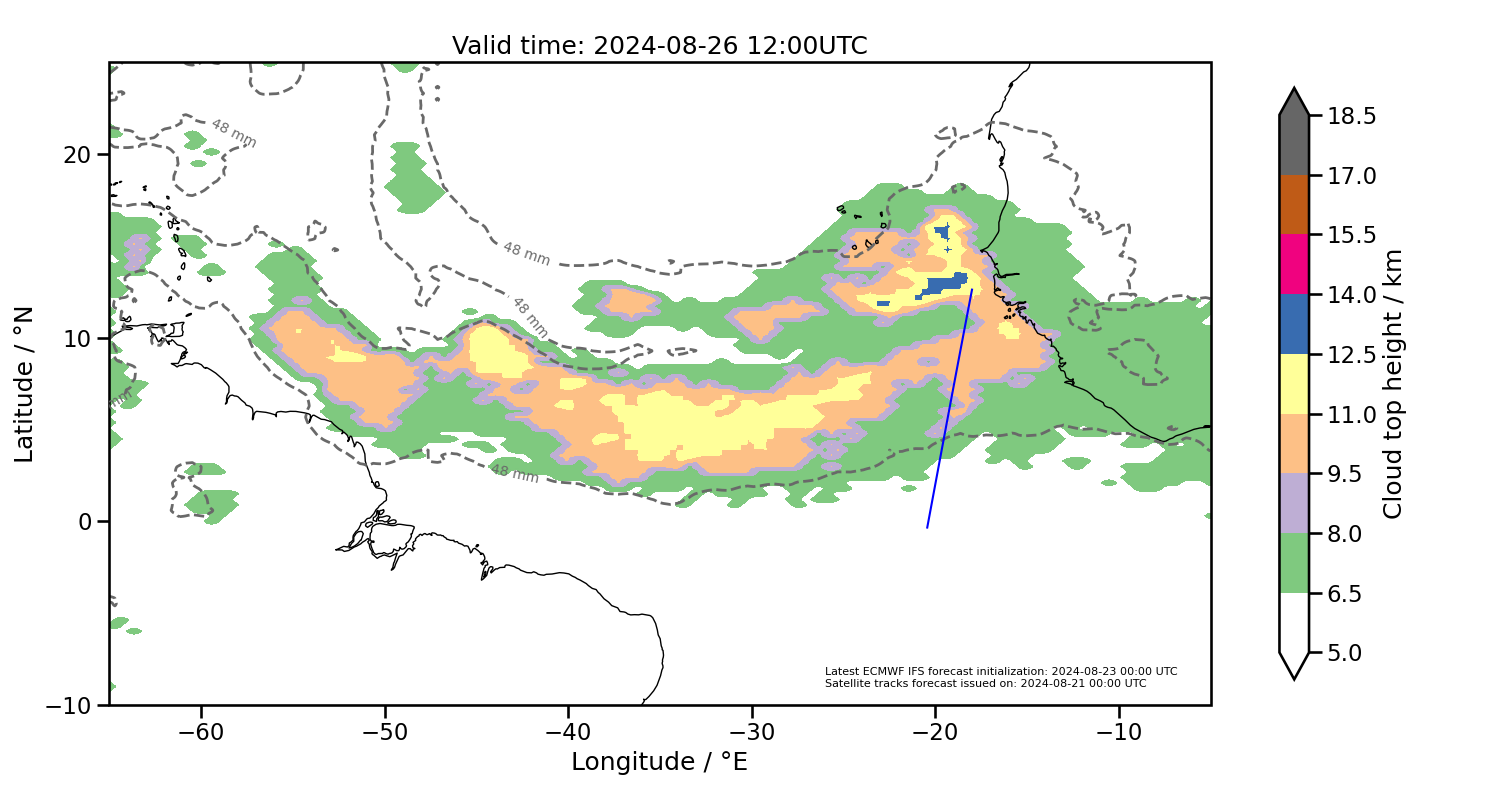 Valid time: 2024-08-26 12:00UTC
48 mm
48 mm
48 mm
mm
48 mm
20
10
0
−10
Latitude / °N
−60
−50
−40
−30
−20
−10
Longitude / °E
Latest ECMWF IFS forecast initialization: 2024-08-23 00:00 UTC
Satellite tracks forecast issued on: 2024-08-21 00:00 UTC
18.5
17.0
15.5
14.0
12.5
11.0
9.5
8.0
6.5
5.0
Cloud top height / km